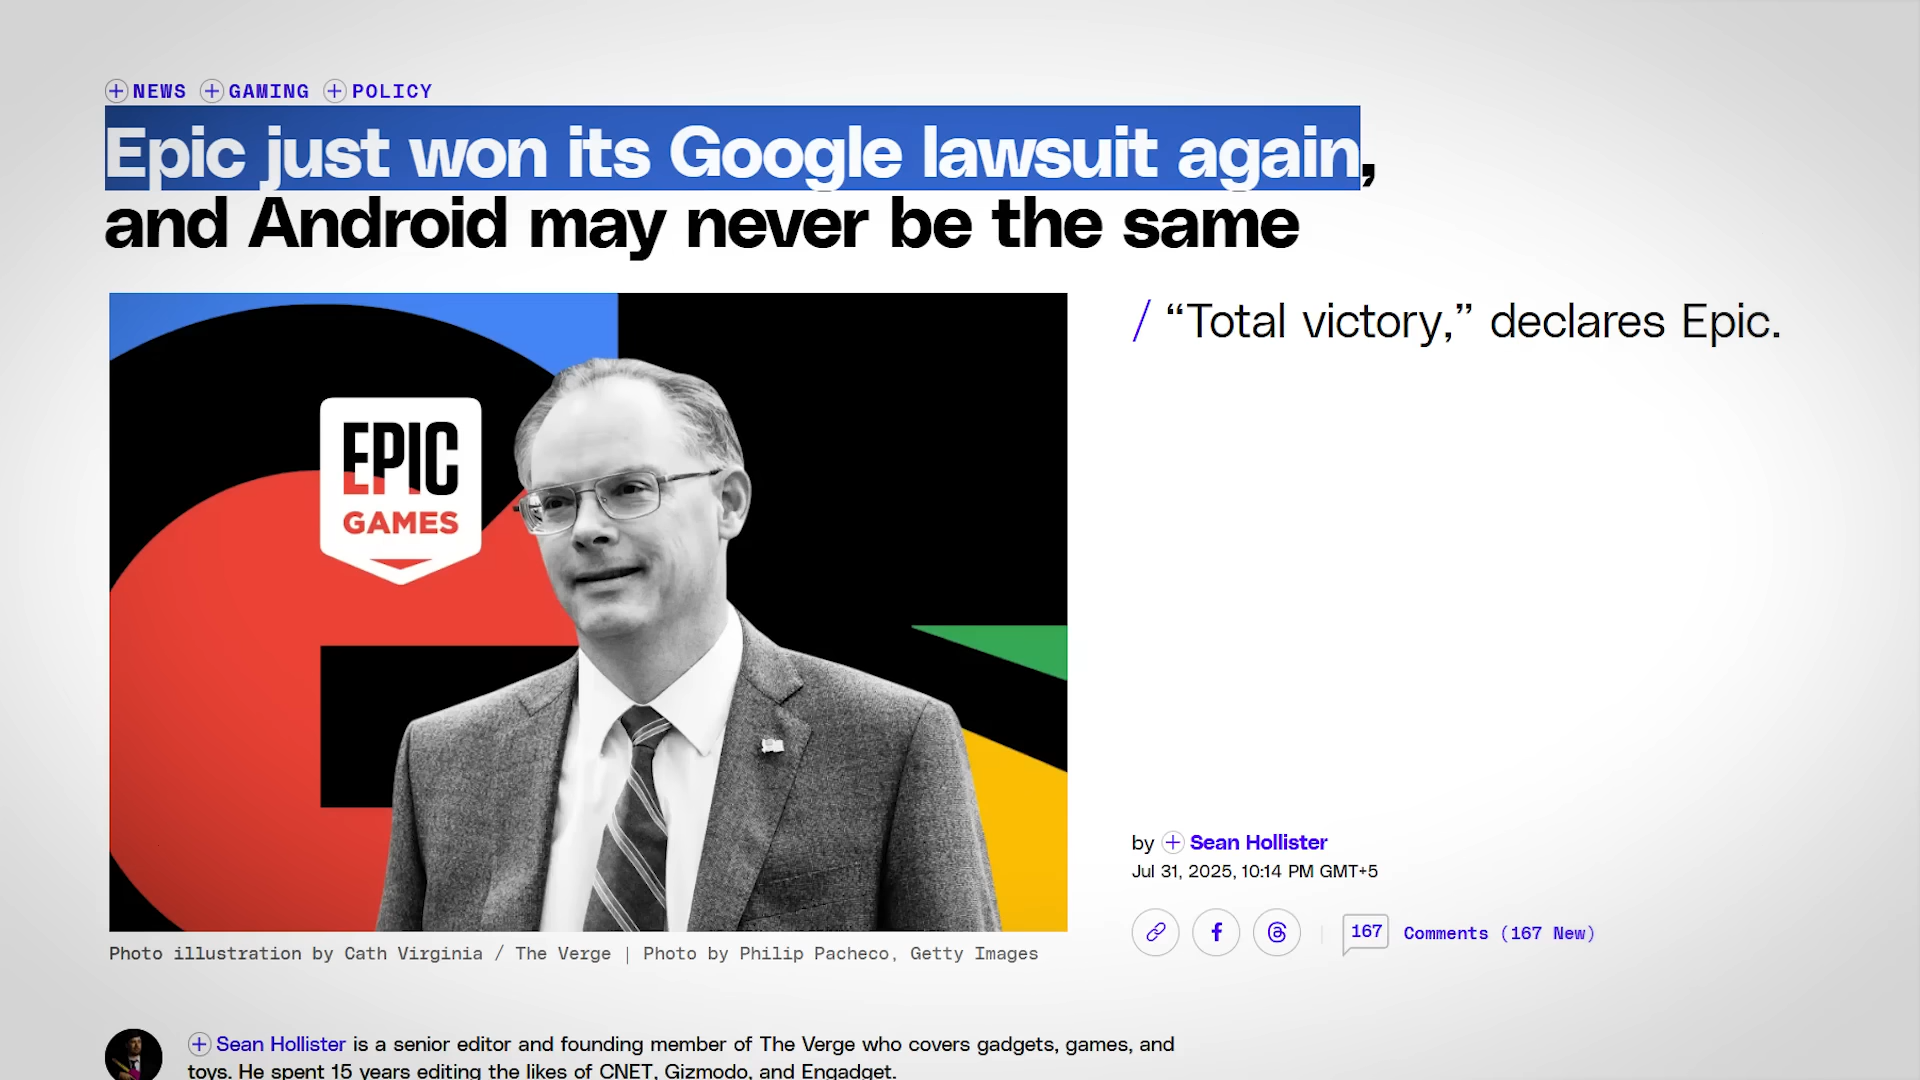 NEWS GAMING POLICY
Epic just won its Google lawsuit again,
and Android may never be the same
/ “Total victory,” declares Epic.
EPIC
GAMES
by Sean Hollister
Jul 31, 2025, 10:14 PM GMT+5
167 Comments (167 New)
Photo illustration by Cath Virginia / The Verge | Photo by Philip Pacheco, Getty Images
Sean Hollister is a senior editor and founding member of The Verge who covers gadgets, games, and
toys. He spent 15 years editing the likes of CNET, Gizmodo, and Engadget.